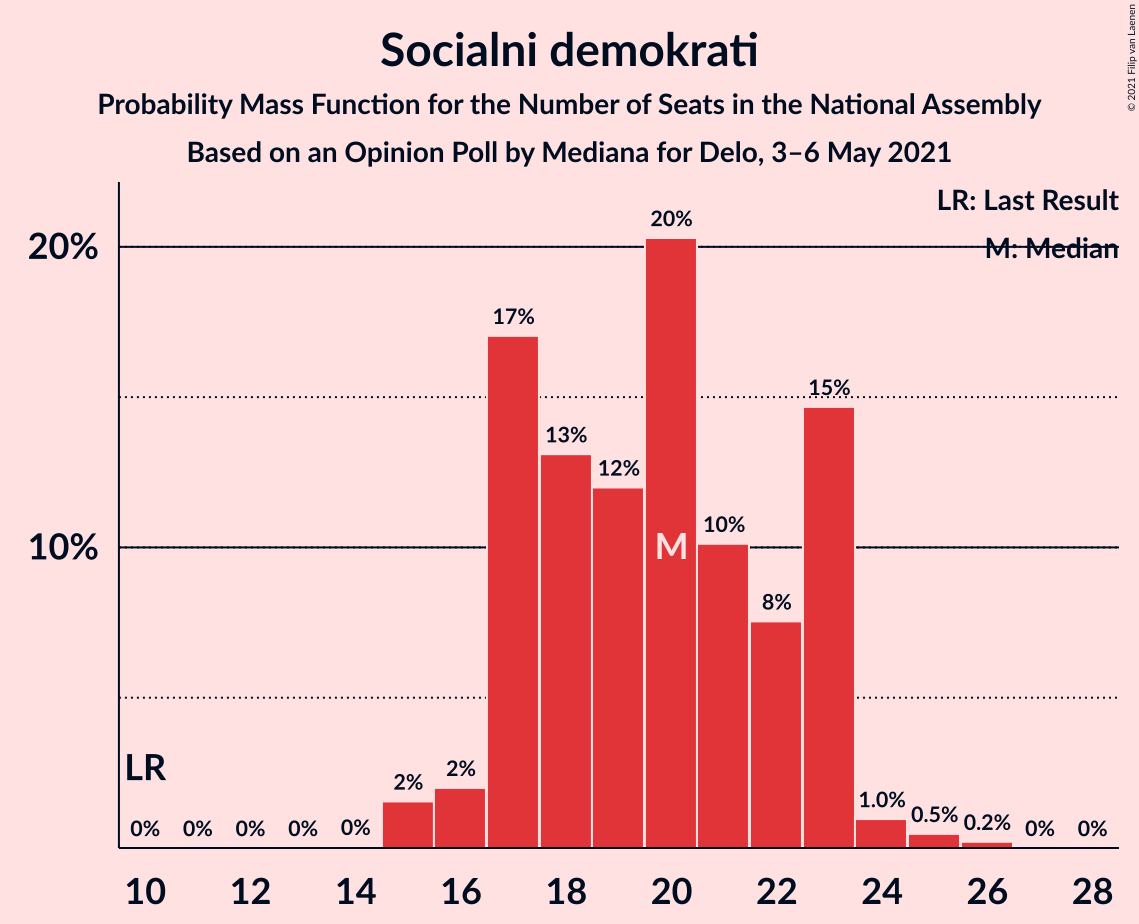 Socialni demokrati
Probability Mass Function for the Number of Seats in the National Assembly
Based on an Opinion Poll by Mediana for Delo, 3–6 May 2021
© 2021 Filip van Laenen
LR: Last Result
M: Median
20%
10%
LR
0%
0%
0%
0%
0%
2%
2%
17%
13%
12%
20%
M
10%
8%
15%
1.0%
0.5%
0.2%
0%
0%
10 12 14 16 18 20 22 24 26 28